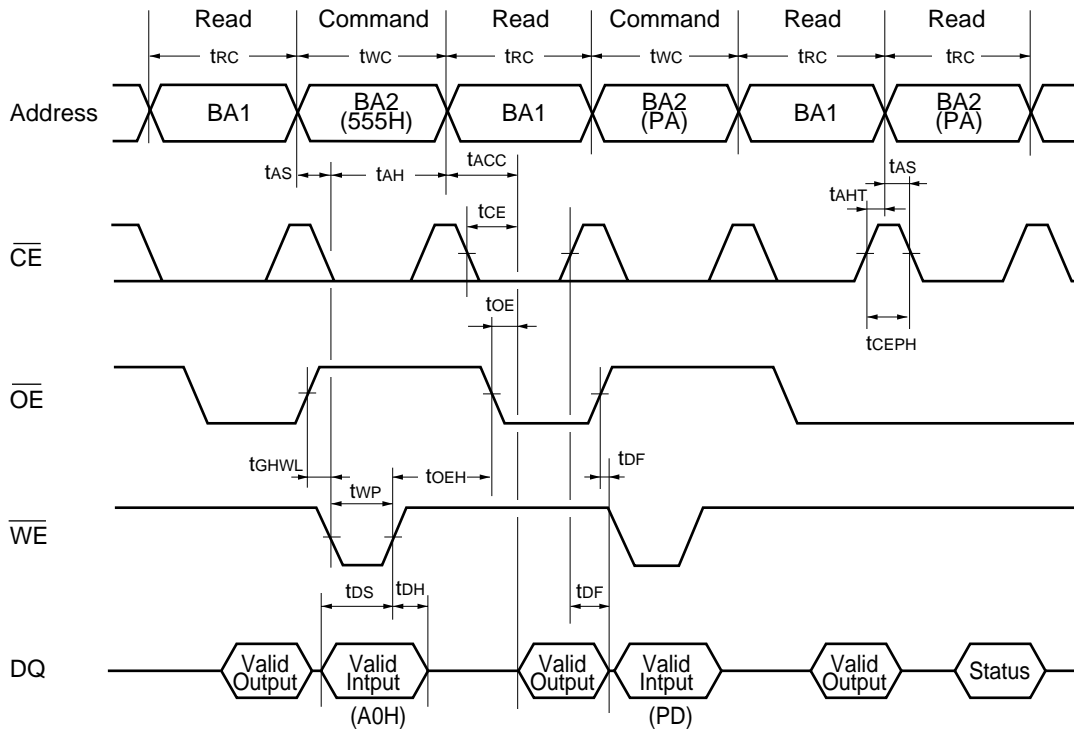 Read Command Read Command Read Read
tRC tWC tRC tWC tRC tRC
Address BA1 BA2 (555H) BA1 BA2 (PA) BA1 BA2 (PA)
tAS tAH tACC tAS
tAHT
CE tCE
tOE tCEPH
OE
tGHWL tWP tOEH tDF
WE
tDS tDH tDF
DQ Valid Output Valid Intput Valid Output Valid Intput Valid Output Status
(A0H) (PD)